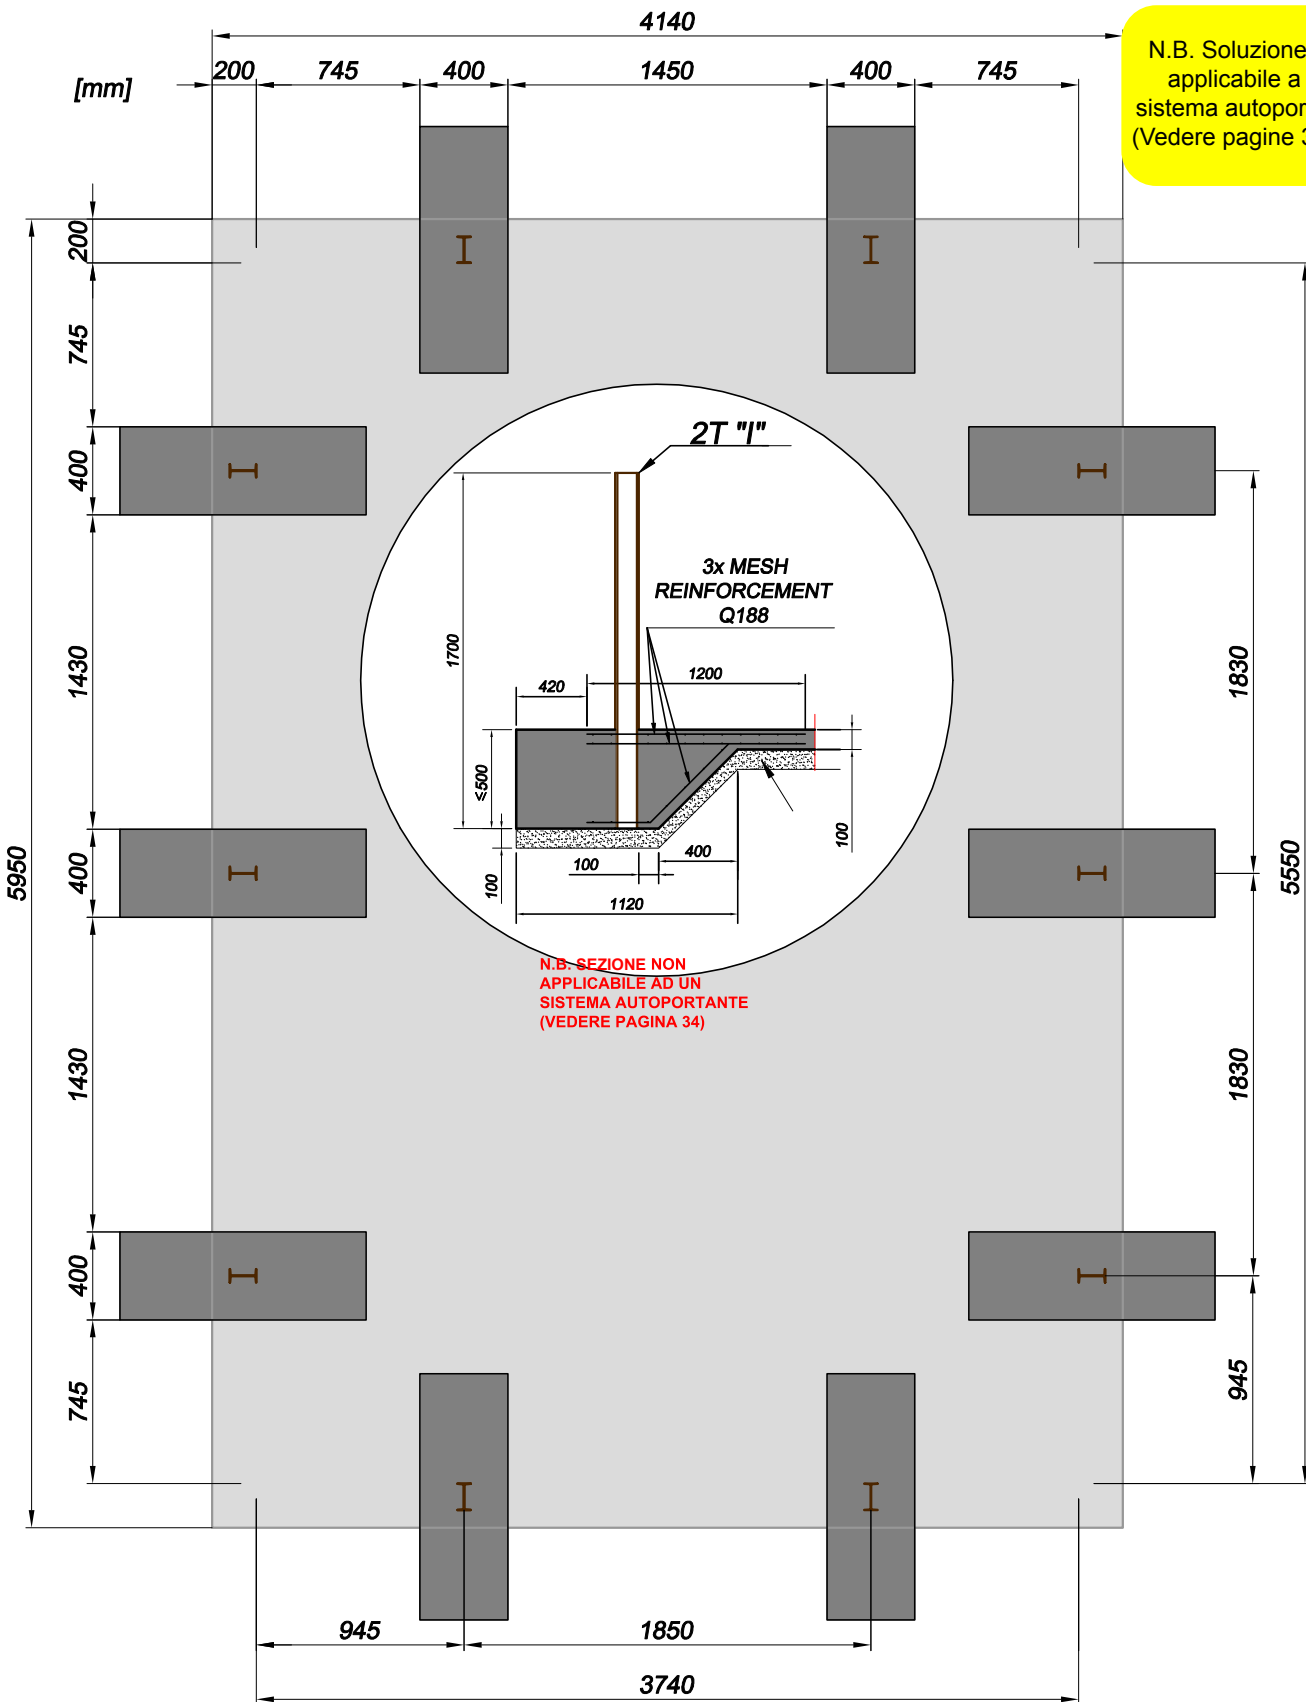 4140
200 745 400 1450 400 745
[mm]
N.B. Soluzione
applicabile a
sistema autopor
(Vedere pagine 3
200
745
400
1430
400
1430
400
745
5950
2T "I"
3x MESH
REINFORCEMENT
Q188
1700
420
1200
≤500
100
100
400
100
1120
N.B. SEZIONE NON
APPLICABILE AD UN
SISTEMA AUTOPORTANTE
(VEDERE PAGINA 34)
1830
1830
945
5550
945 1850
3740